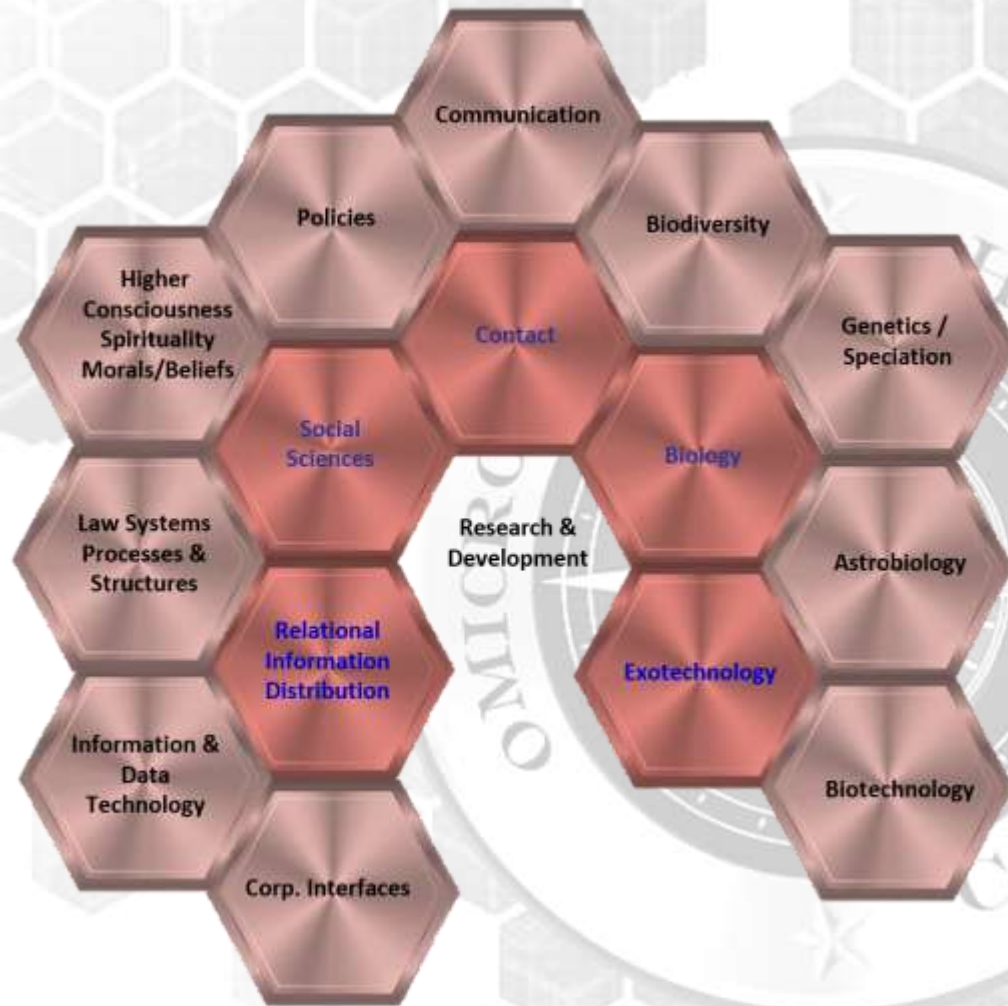 Communication
Policies
Biodiversity
Higher
Consciousness
Spirituality
Morals/Beliefs
Contact
Genetics /
Speciation
Social
Sciences
Biology
Law Systems
Processes &
Structures
Research &
Development
Astrobiology
Relational
Information
Distribution
Exotechnology
Information &
Data
Technology
Biotechnology
Corp. Interfaces